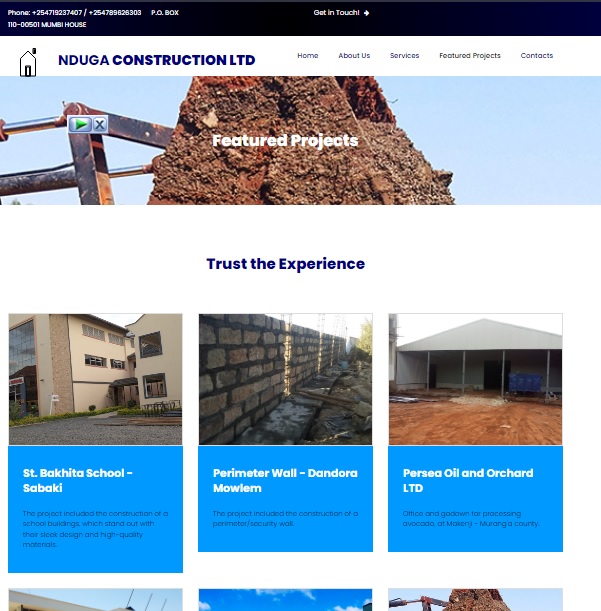 Phone: +254719237407 / +254789626303 P.O. BOX
110-00501 MUMBI HOUSE
Get In Touch!
NDUGA CONSTRUCTION LTD
Home About Us Services Featured Projects Contacts
Featured Projects
Trust the Experience
St. Bakhita School -
Sabaki
The project included the construction of a
school buildings, which stand out with
their sleek design and high-quality
materials.
Perimeter Wall - Dandora
Mowlem
The project included the construction of a
perimeter/security wall.
Persea Oil and Orchard
LTD
Office and godown for processing
avocado, at Makenji - Murang'a county.